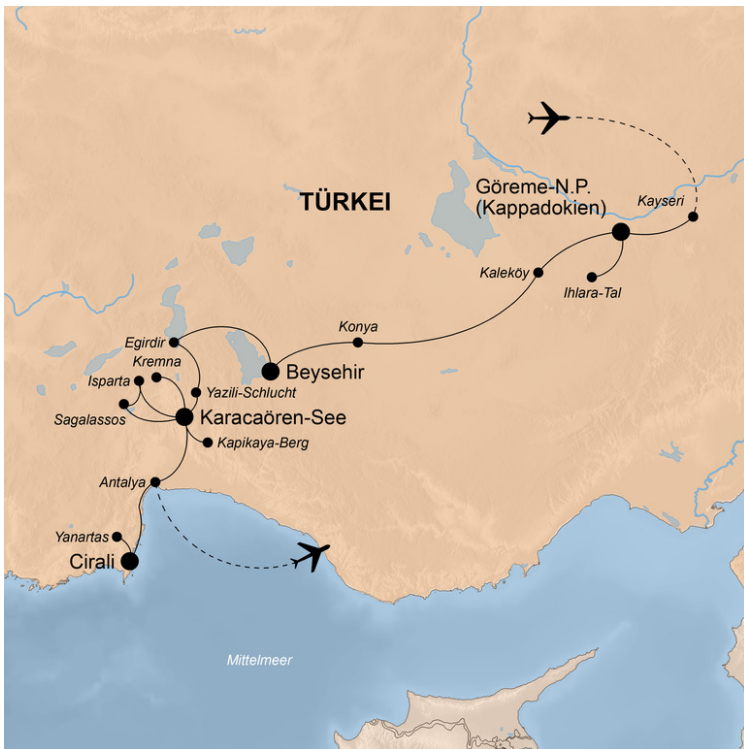 TÜRKEI
Göreme-N.P.
(Kappadokien)
Kayseri
Kaleköy
Ihlara-Tal
Konya
Egirdir
Kremna
Isparta
Beysehir
Yazili-Schlucht
Sagalassos
Karacaören-See
Kapikaya-Berg
Antalya
Yanartas
Cirali
Mittelmeer